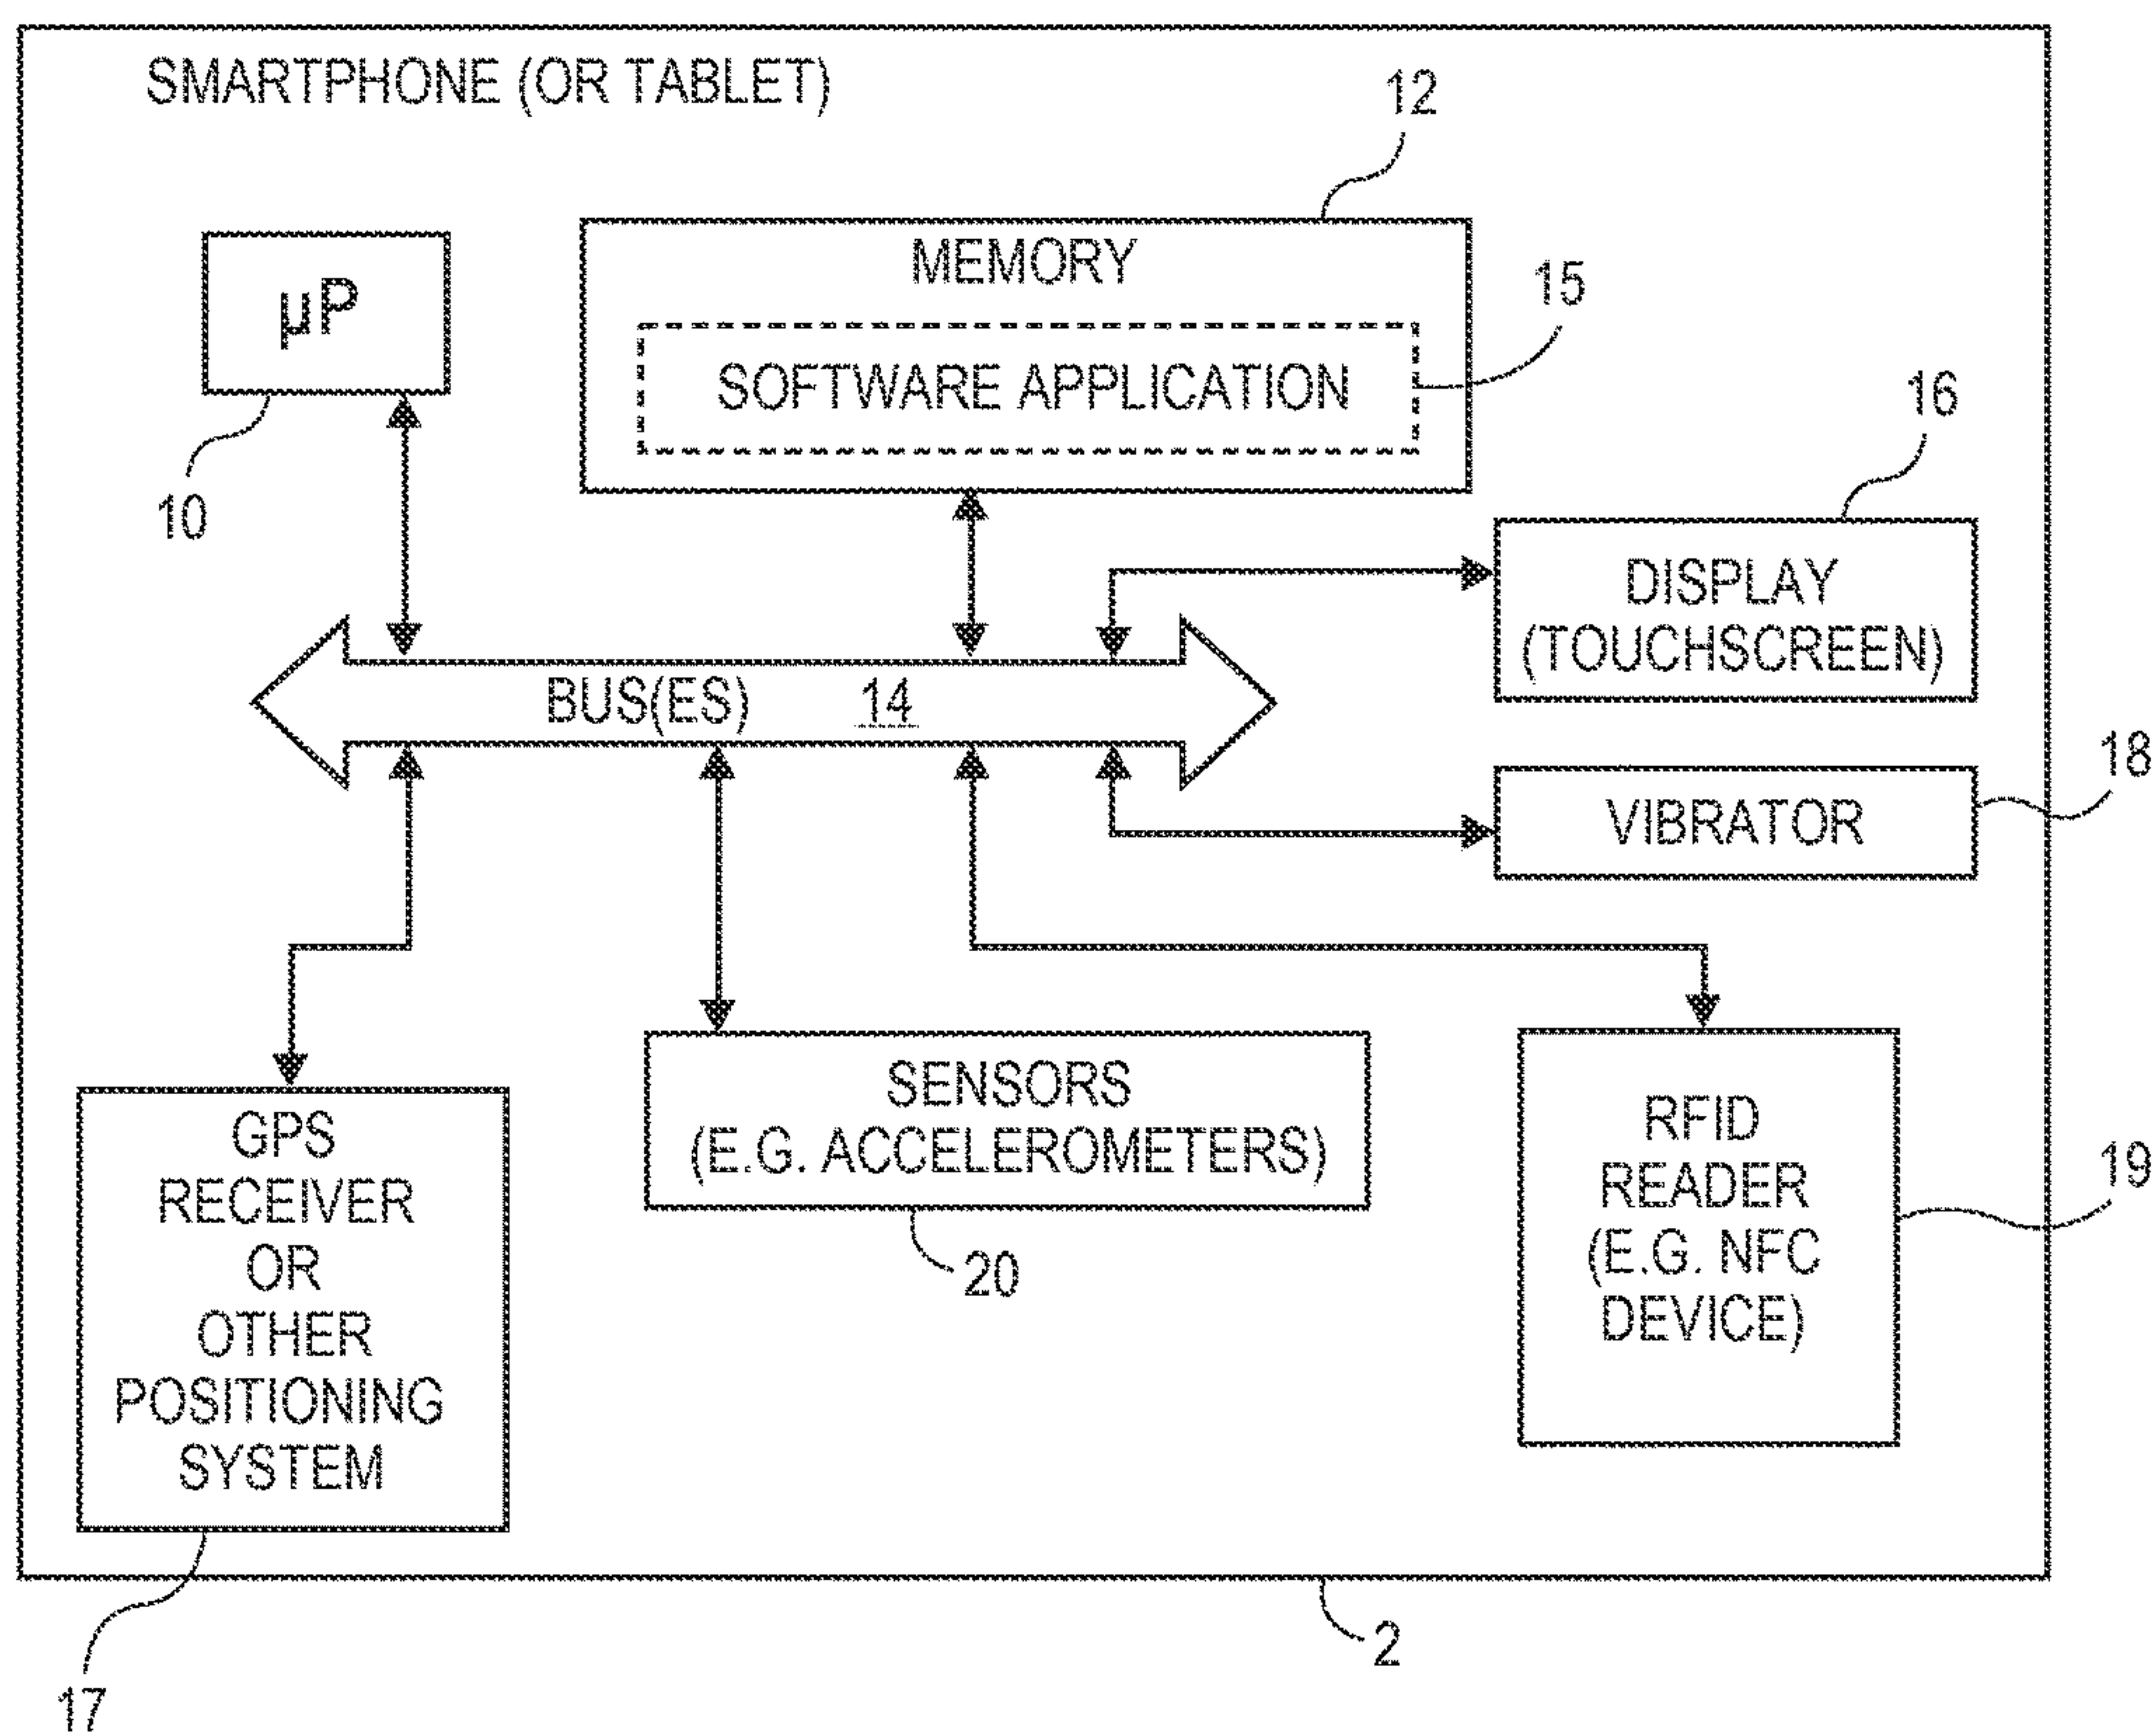 SMARTPHONE (OR TABLET)
12
µP
MEMORY
15
SOFTWARE APPLICATION
16
10
DISPLAY
(TOUCHSCREEN)
BUS(ES) 14
18
VIBRATOR
SENSORS
(E.G. ACCELEROMETERS)
20
GPS
RECEIVER
OR
OTHER
POSITIONING
SYSTEM
RFID
READER
(E.G. NFC
DEVICE)
19
2
17